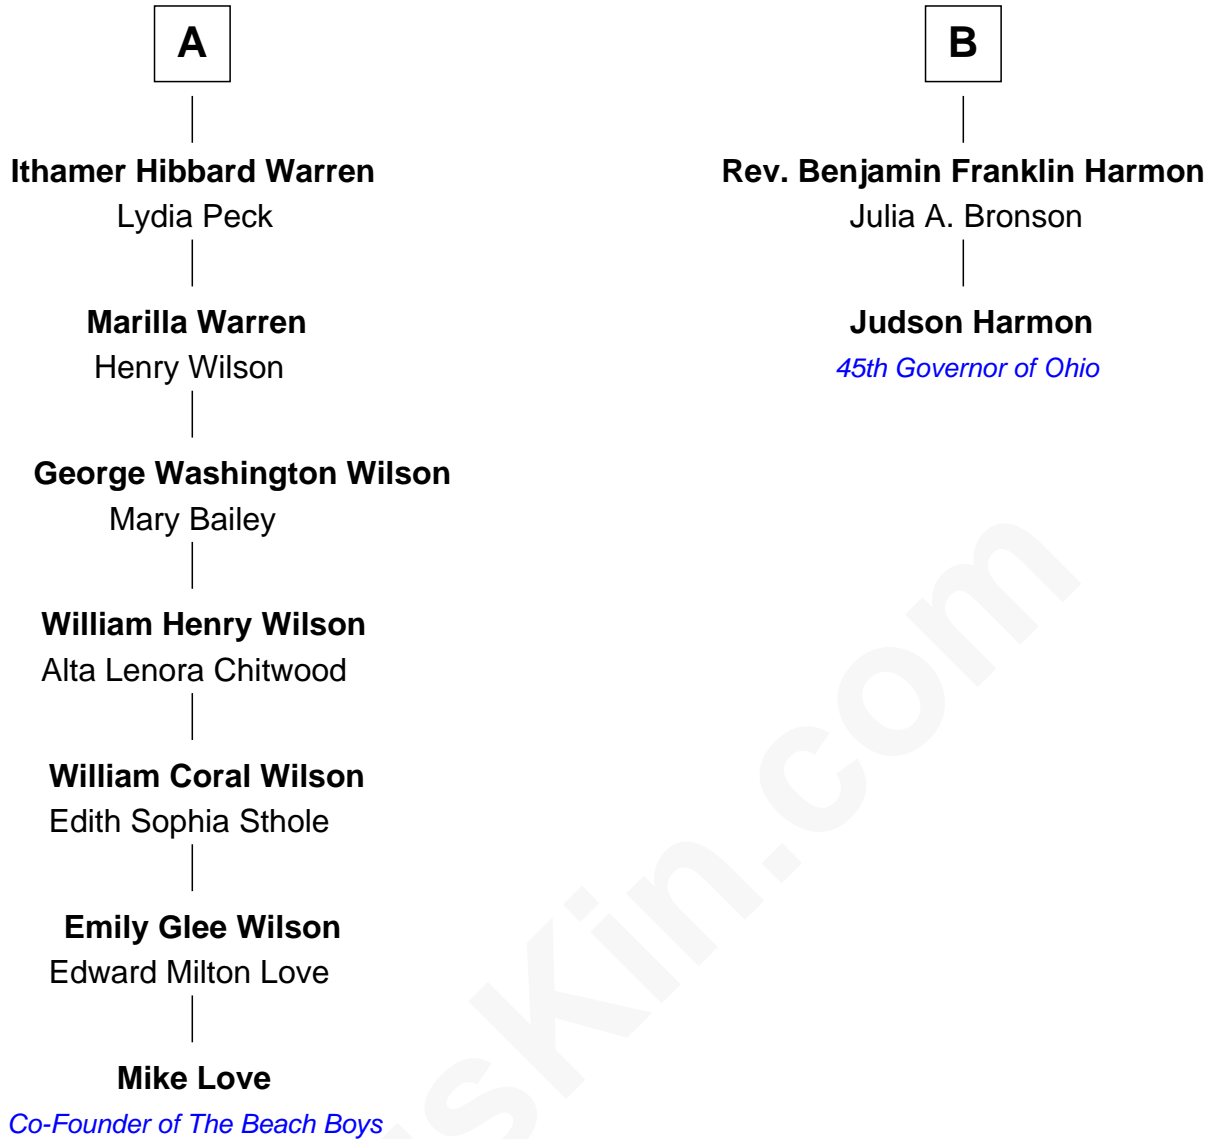 A
Ithamer Hibbard Warren
Lydia Peck
Marilla Warren
Henry Wilson
George Washington Wilson
Mary Bailey
William Henry Wilson
Alta Lenora Chitwood
William Coral Wilson
Edith Sophia Sthole
Emily Glee Wilson
Edward Milton Love
Mike Love
Co-Founder of The Beach Boys
B
Rev. Benjamin Franklin Harmon
Julia A. Bronson
Judson Harmon
45th Governor of Ohio
sKin.com